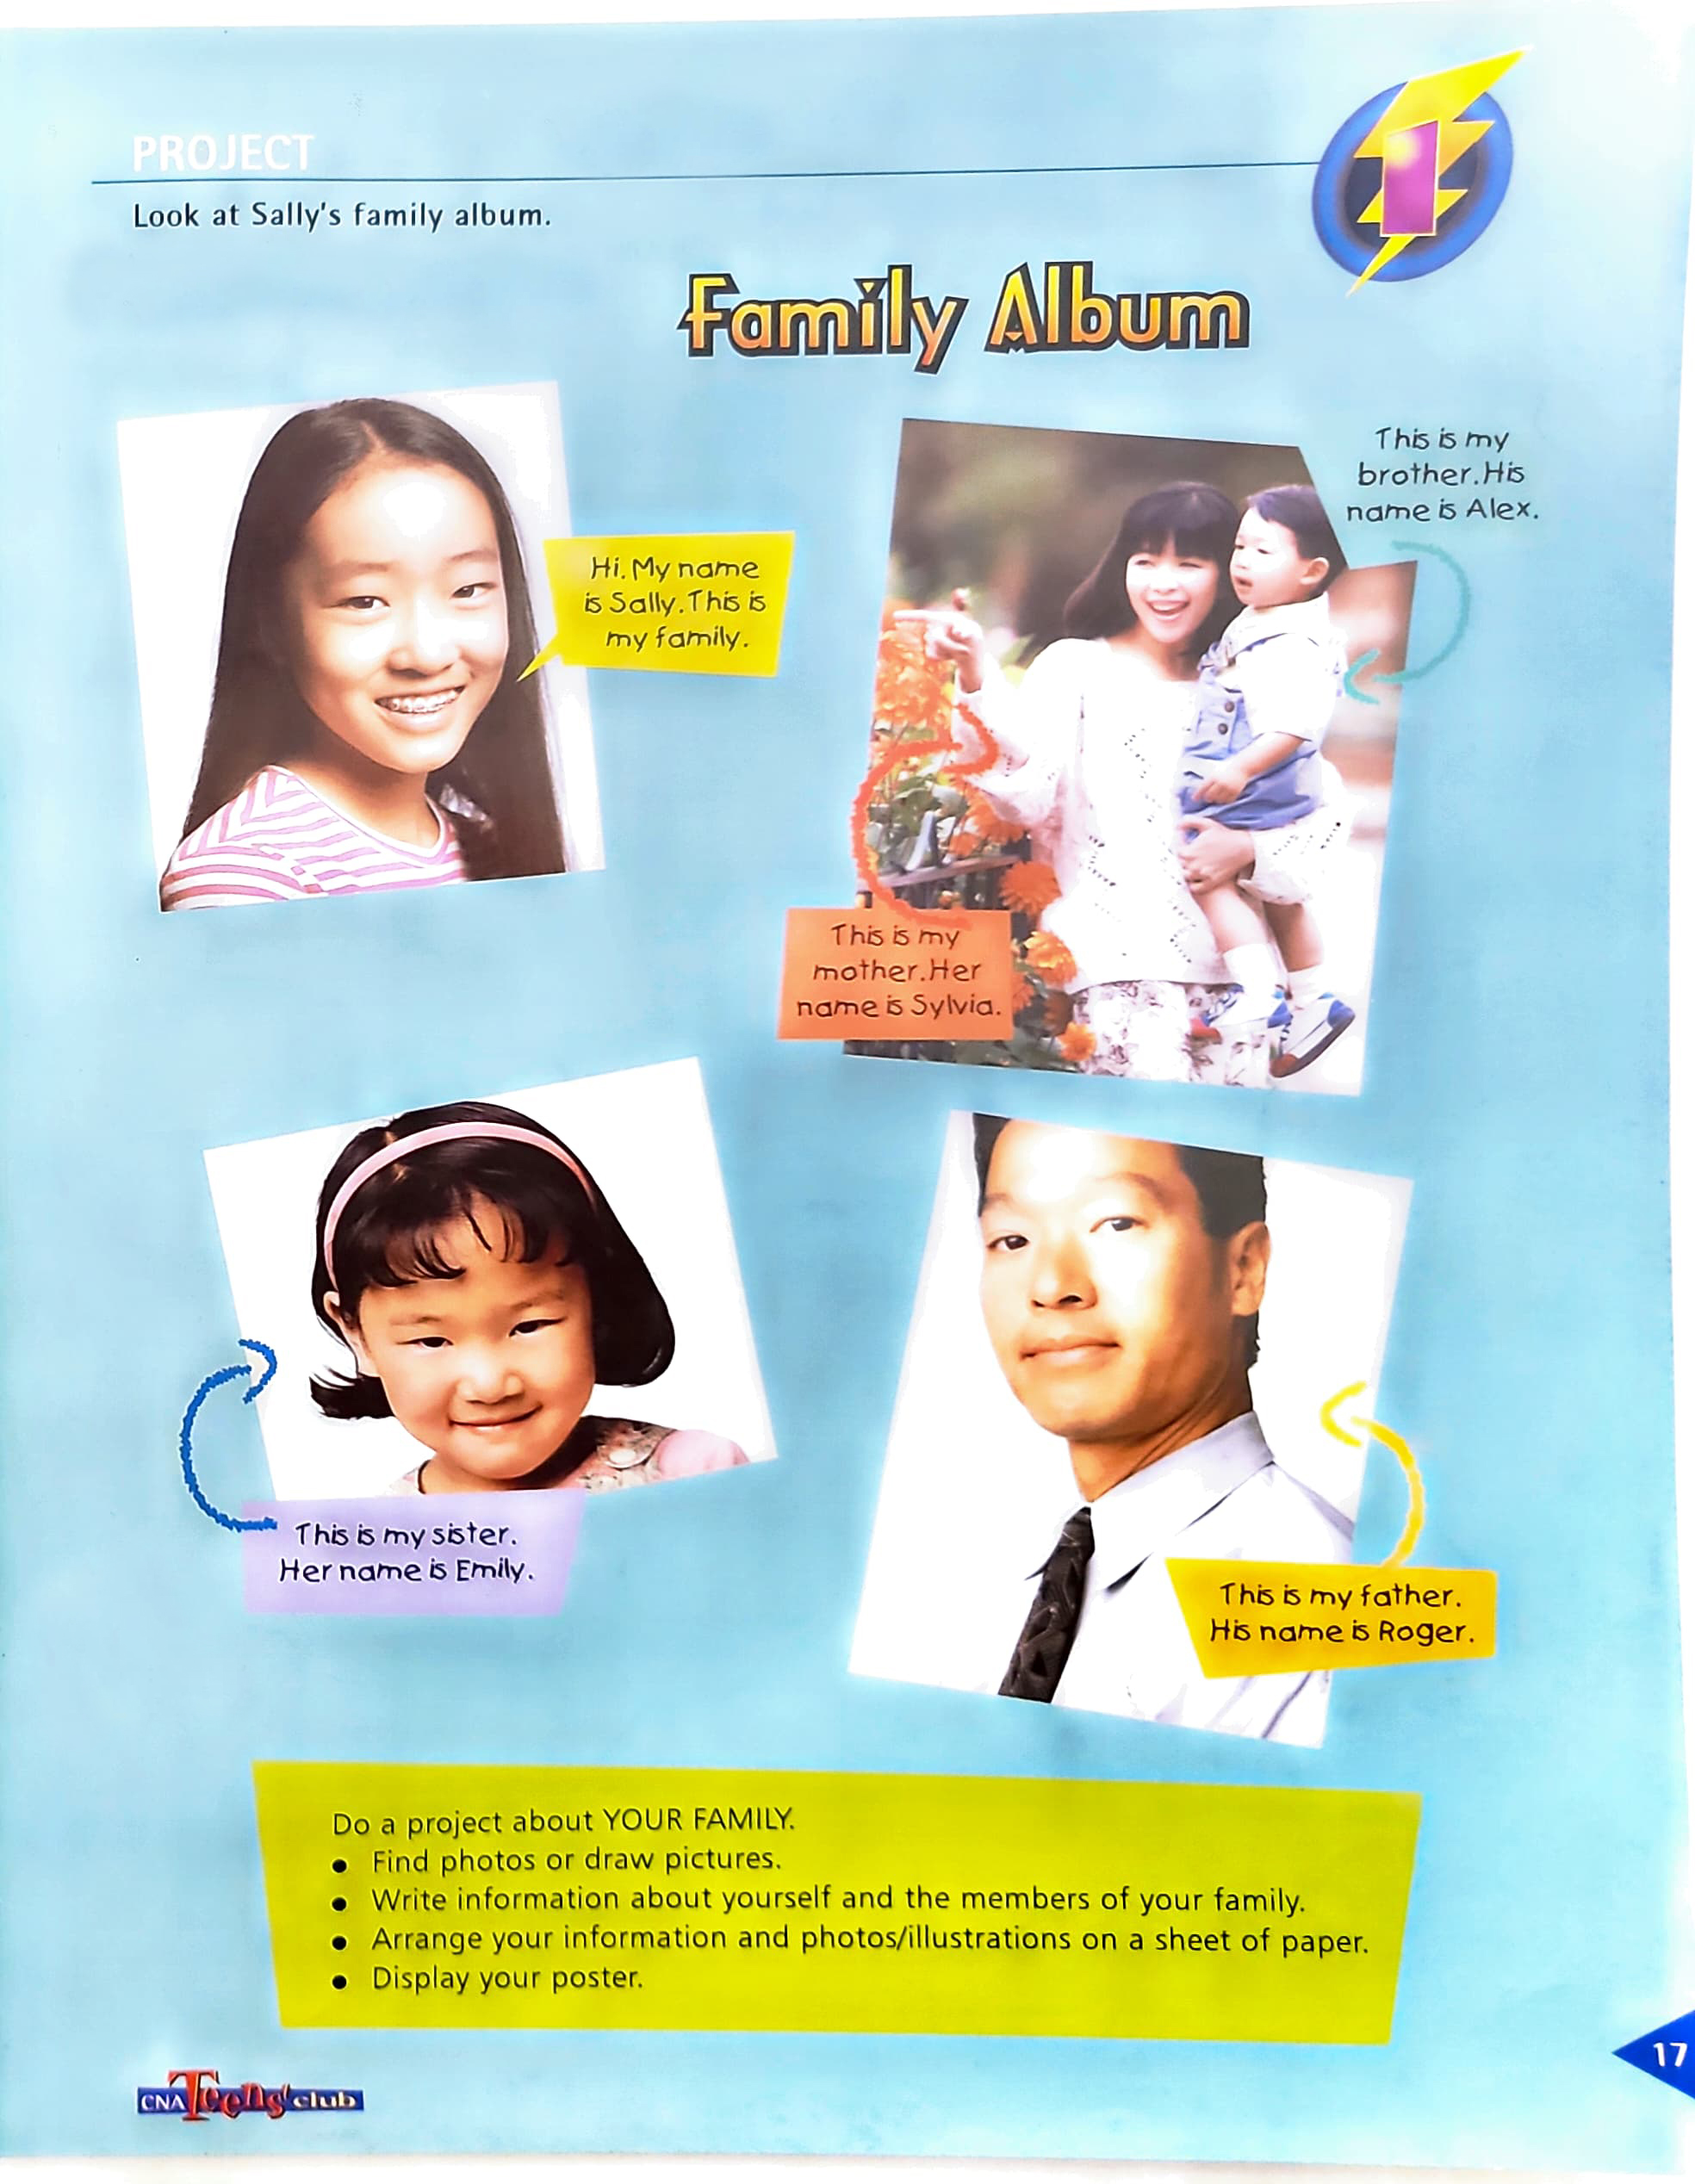 PROJECT
1
Look at Sally's family album.
Family Album
Hi. My name
is Sally. This is
my family.
This is my
brother. His
name is Alex.
This is my
mother. Her
name is Sylvia.
This is my sister.
Her name is Emily.
This is my father.
His name is Roger.
Do a project about YOUR FAMILY.
• Find photos or draw pictures.
• Write information about yourself and the members of your family.
• Arrange your information and photos/illustrations on a sheet of paper.
• Display your poster.
CNA Teens' club
17